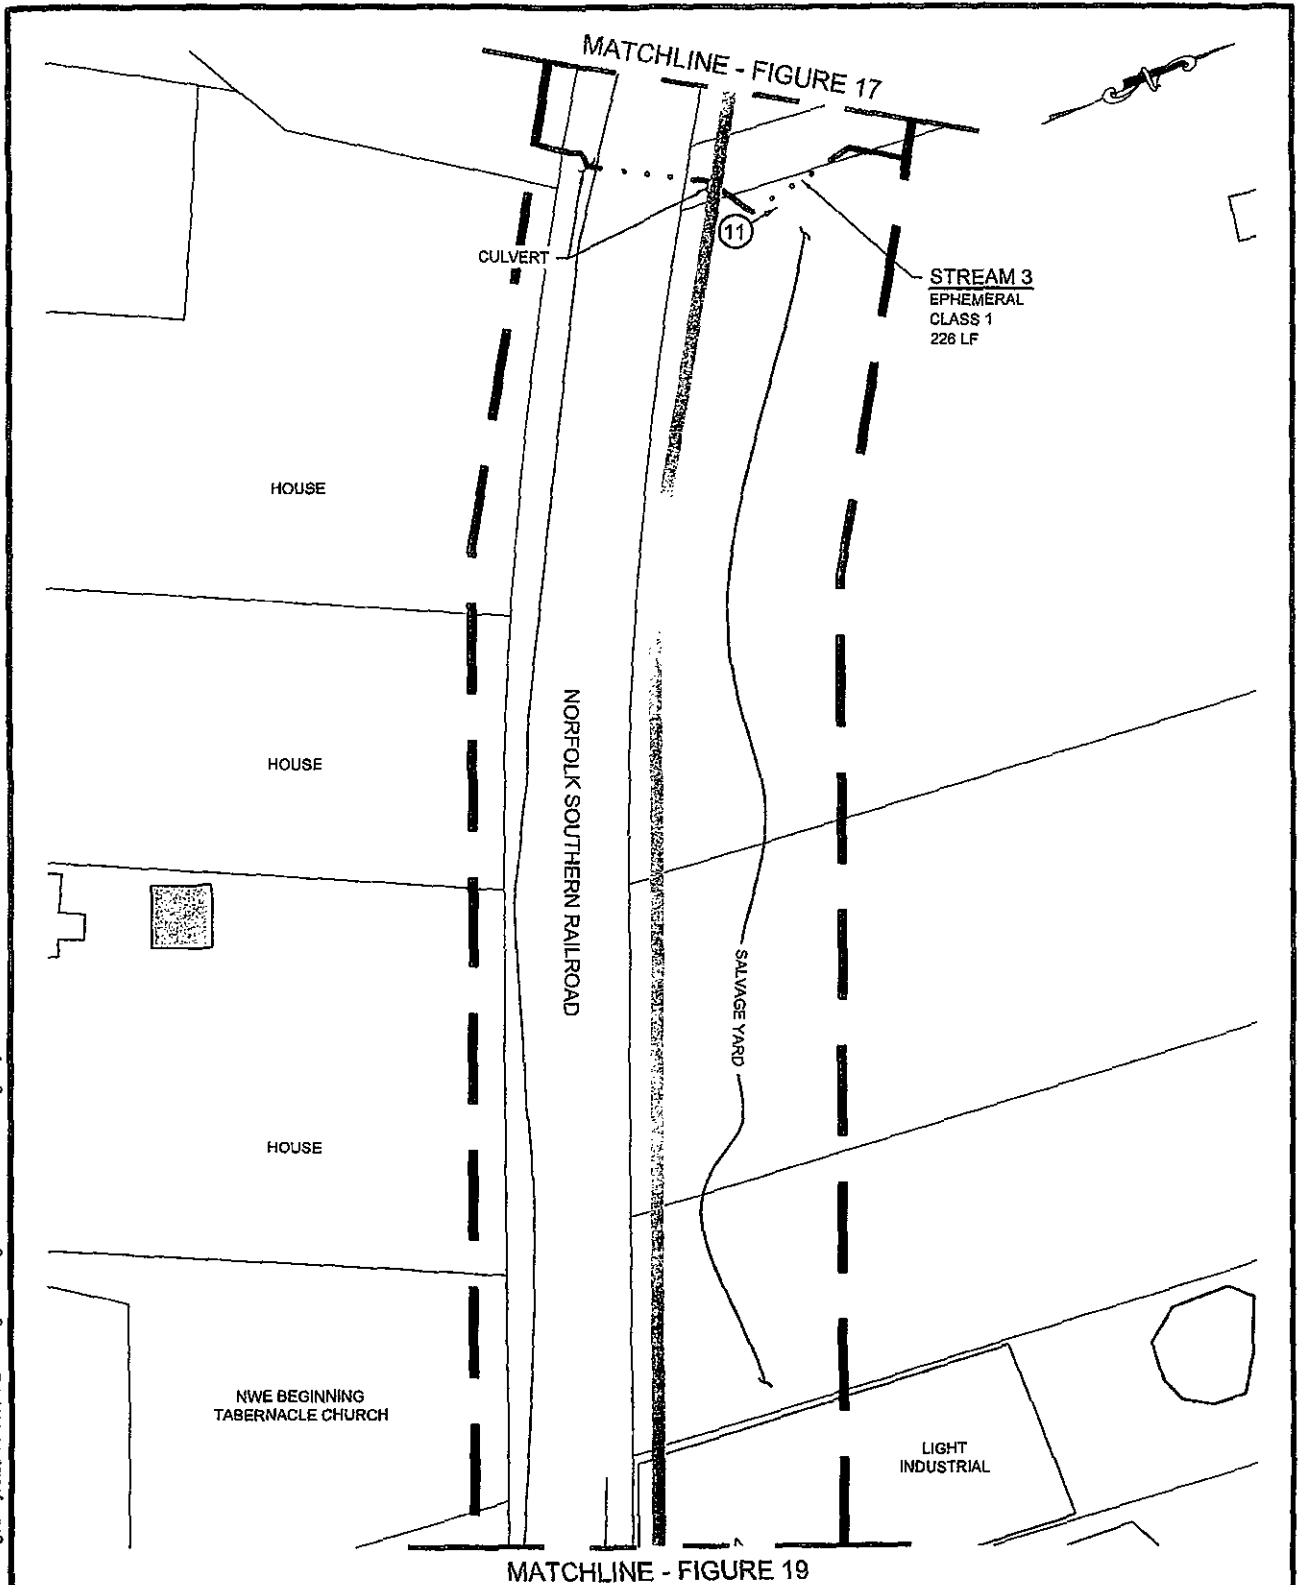 MATCHLINE - FIGURE 17
N
CULVERT
11
STREAM 3
EPHEMERAL
CLASS 1
226 LF
HOUSE
HOUSE
NORFOLK SOUTHERN RAILROAD
SALVAGE YARD
HOUSE
NWE BEGINNING
TABERNACLE CHURCH
LIGHT
INDUSTRIAL
MATCHLINE - FIGURE 19